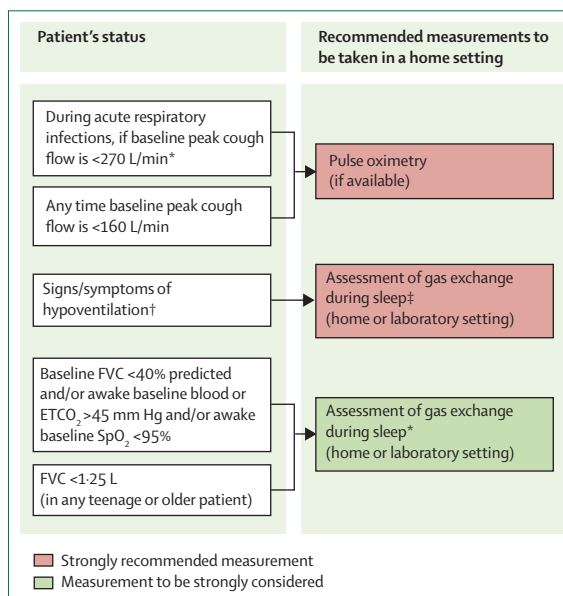 Patient's status
Recommended measurements to
be taken in a home setting
During acute respiratory
infections, if baseline peak cough
flow is <270 L/min*
Any time baseline peak cough
flow is <160 L/min
Pulse oximetry
(if available)
Signs/symptoms of
hypoventilation†
Assessment of gas exchange
during sleep‡
(home or laboratory setting)
Baseline FVC <40% predicted
and/or awake baseline blood or
ETCO₂ >45 mm Hg and/or awake
baseline SpO₂ <95%
FVC <1·25 L
(in any teenage or older patient)
Assessment of gas exchange
during sleep*
(home or laboratory setting)
Strongly recommended measurement
Measurement to be strongly considered